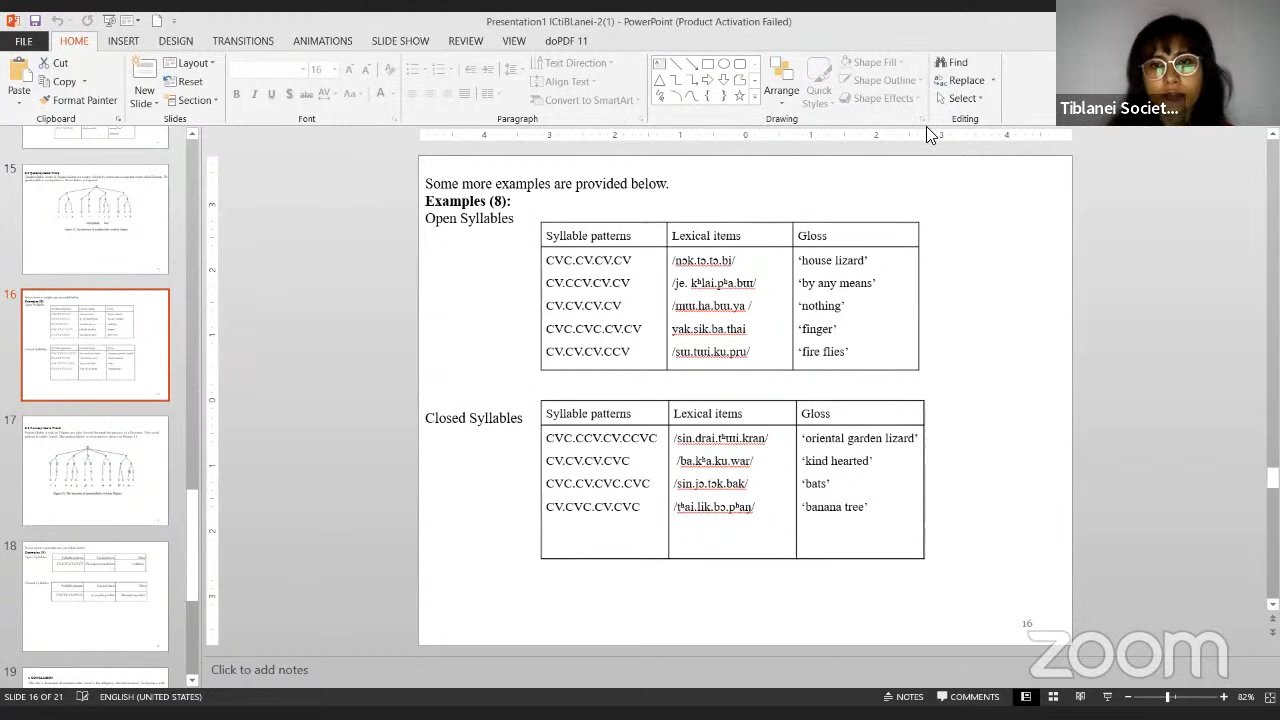 Presentation1 ICtiBLanei-2(1) - PowerPoint (Product Activation Failed)
FILE HOME INSERT DESIGN TRANSITIONS ANIMATIONS SLIDE SHOW REVIEW VIEW doPDF 11
Paste Cut Copy Format Painter
Clipboard
New Slide Layout Reset Section
Slides
16
Font
Text Direction Align Text Convert to SmartArt
Paragraph
Arrange Quick Styles Shape Fill Shape Outline Shape Effects
Drawing
Find Replace Select
Editing
Tiblanei Societ...
15
16
17
18
19
Some more examples are provided below.
Examples (8):
Open Syllables
Syllable patterns Lexical items Gloss
CVC.CV.CV.CV /nɔk.tɔ.tɔ.bi/ ‘house lizard’
CV.CCV.CV.CV /je. kʰlai.pʰa.bɯ/ ‘by any means’
CV.CV.CV.CV /mɯ.ha.bɯ.ya / ‘nothing’
CVC.CVC.CV.CV yak.sik.ba.thai ‘finger’
CV.CV.CV.CCV /sɯ.tɯi.ku.pru/ ‘fire flies’
Closed Syllables
Syllable patterns Lexical items Gloss
CVC.CCV.CV.CCVC /sin.drai.tʰɯi.kran/ ‘oriental garden lizard’
CV.CV.CV.CVC /ba.kʰa.ku.war/ ‘kind hearted’
CVC.CV.CVC.CVC /sin.jɔ.tɔk.bak/ ‘bats’
CV.CVC.CV.CVC /tʰai.lik.bɔ.pʰaŋ/ ‘banana tree’
16
zoom
Click to add notes
SLIDE 16 OF 21 ENGLISH (UNITED STATES) NOTES COMMENTS 82%